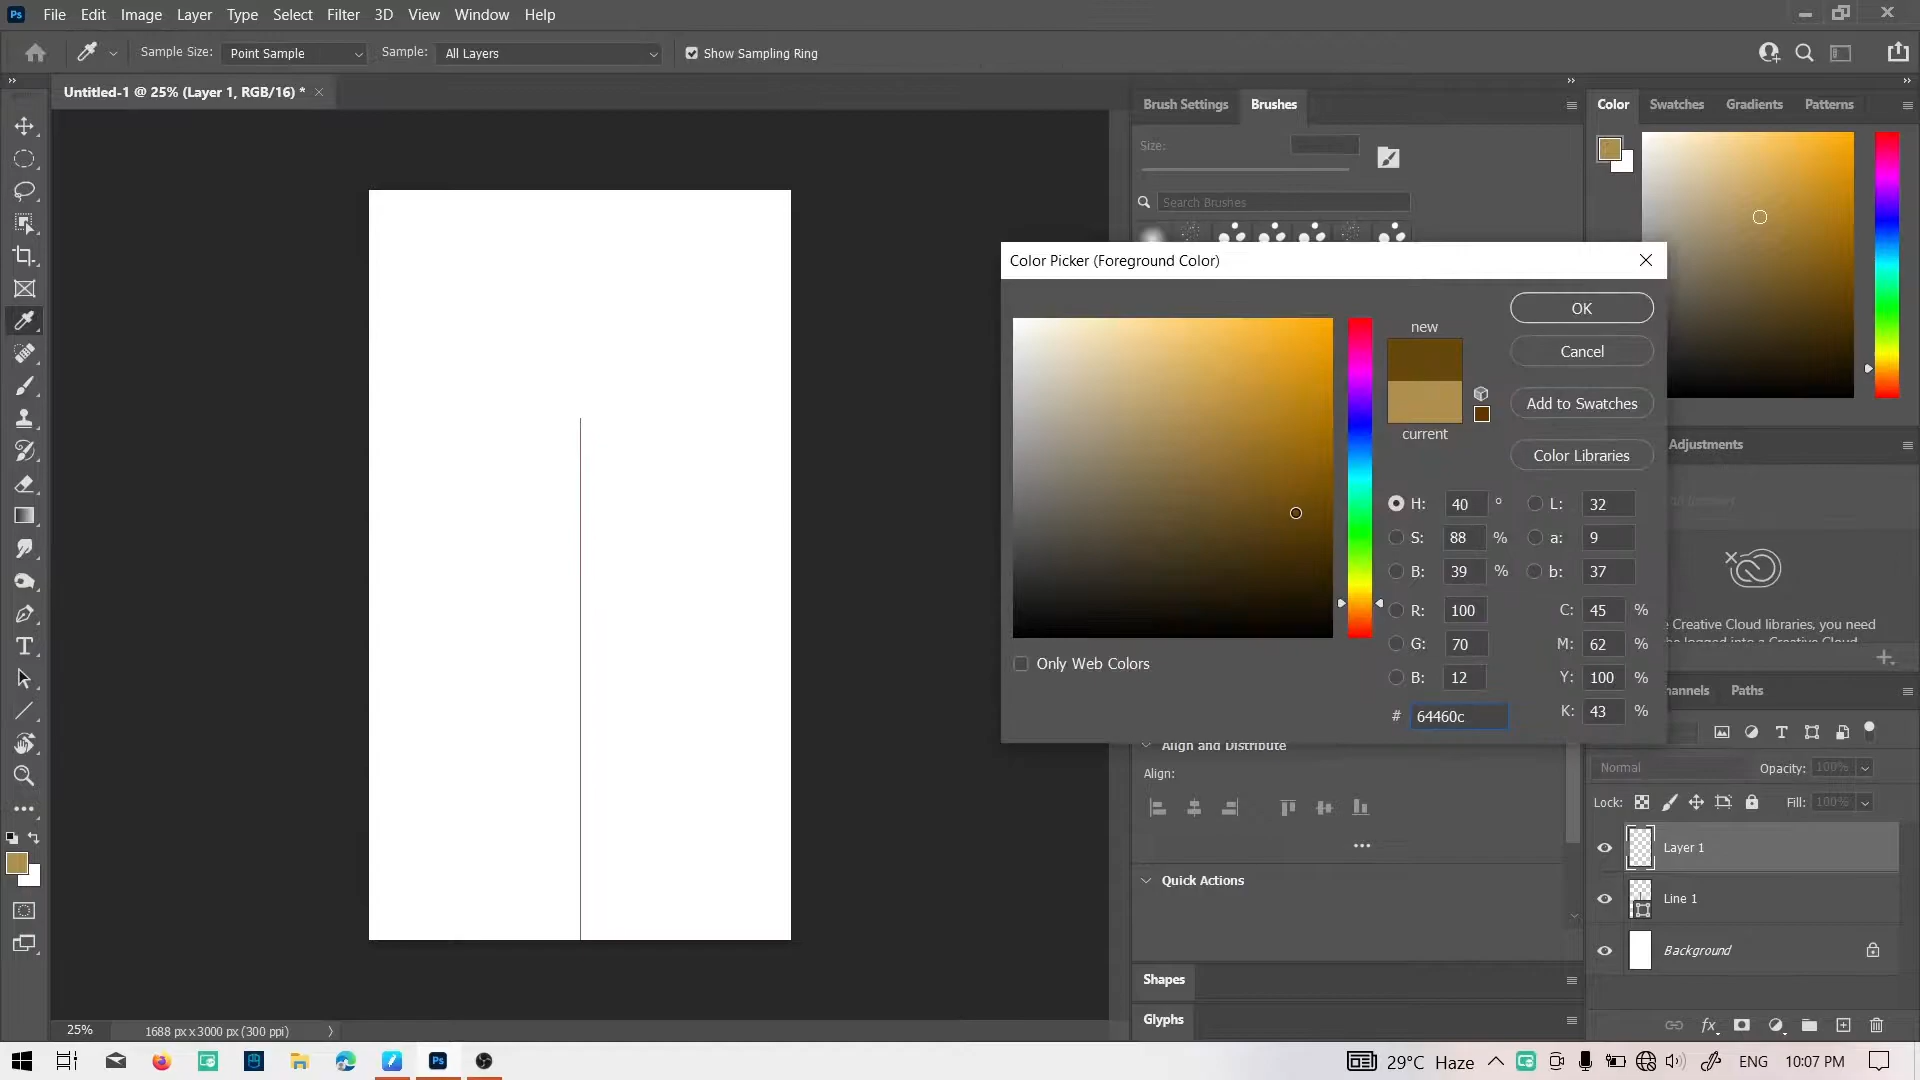 Ps File Edit Image Layer Type Select Filter 3D View Window Help
Sample Size: Point Sample Sample: All Layers Show Sampling Ring
Untitled-1 @ 25% (Layer 1, RGB/16) *
Brush Settings Brushes
Color Swatches Gradients Patterns
Size:
Search Brushes
Color Picker (Foreground Color)
new
current
OK
Cancel
Add to Swatches
Color Libraries
H: 40 °
S: 88 %
B: 39 %
R: 100
G: 70
B: 12
# 64460c
L: 32
a: 9
b: 37
C: 45 %
M: 62 %
Y: 100 %
K: 43 %
Only Web Colors
Adjustments
Creative Cloud libraries, you need
Align and Distribute
Align:
Quick Actions
Shapes
Glyphs
Paths
Normal Opacity: 100%
Lock: Fill: 100%
Layer 1
Line 1
Background
fx
25% 1688 px x 3000 px (300 ppi)
Ps
29°C Haze ENG 10:07 PM